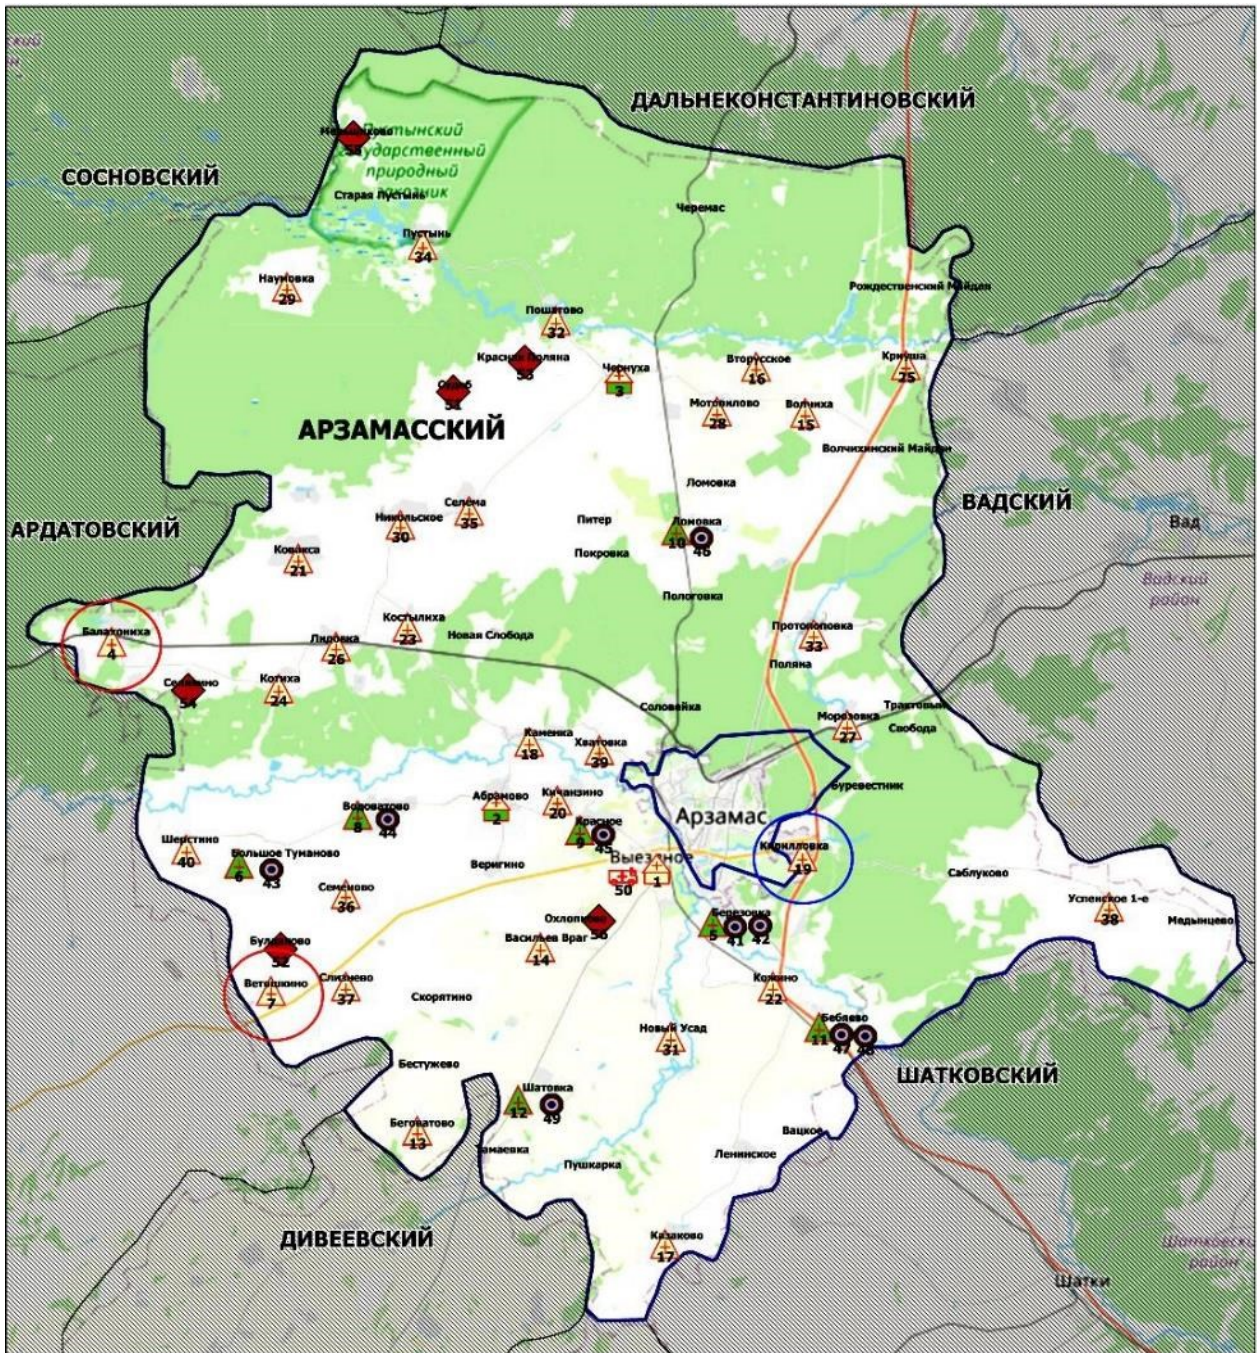 ДАЛЬНЕКОНСТАНТИНОВСКИЙ
Пустынский
государственный
природный
заказник
СОСНОВСКИЙ
Старая Пустынь
Черемас
Пустынь
34
Наумовка
29
Рождественский Майдан
Пошатово
32
Красная Поляна
53
Чернуха
3
Вторусское
16
Криуша
25
51
Мотовилово
28
Волчиха
15
АРЗАМАССКИЙ
Волчихинский Майдан
Ломовка
ВАДСКИЙ
Селема
35
Никольское
30
Питер
Ломовка
10
46
АРДАТОВСКИЙ
Вад
Ковакса
21
Покровка
Вадский
район
Пологовка
Балатониха
4
Костылиха
23
Новая Слобода
Протопоповка
33
Лидовка
26
Поляна
54
Котиха
24
Соловейка
Трактовый
Морозовка
27
Свобода
Каменка
18
Хватовка
39
Буревестник
Абрамово
2
Кичанзино
20
Водоватово
8
44
Арзамас
Красное
9
45
Шерстино
40
Большое Туманово
6
43
Веригино
Выездное
1
50
Кирилловка
19
Саблуково
Семеново
36
Успенское 1-е
38
Медынцево
Охлопково
56
Березовка
5
41
42
Васильев Враг
14
52
Ветошкино
7
Слизнево
37
Скорятино
Кожино
22
Новый Усад
31
Бебяево
11
47
48
Бестужево
ШАТКОВСКИЙ
Шатовка
12
49
Беговатово
13
Замаевка
Вацкое
Ленинское
Пушкарка
ДИВЕЕВСКИЙ
Казаково
17
Шатковский
район
Шатки